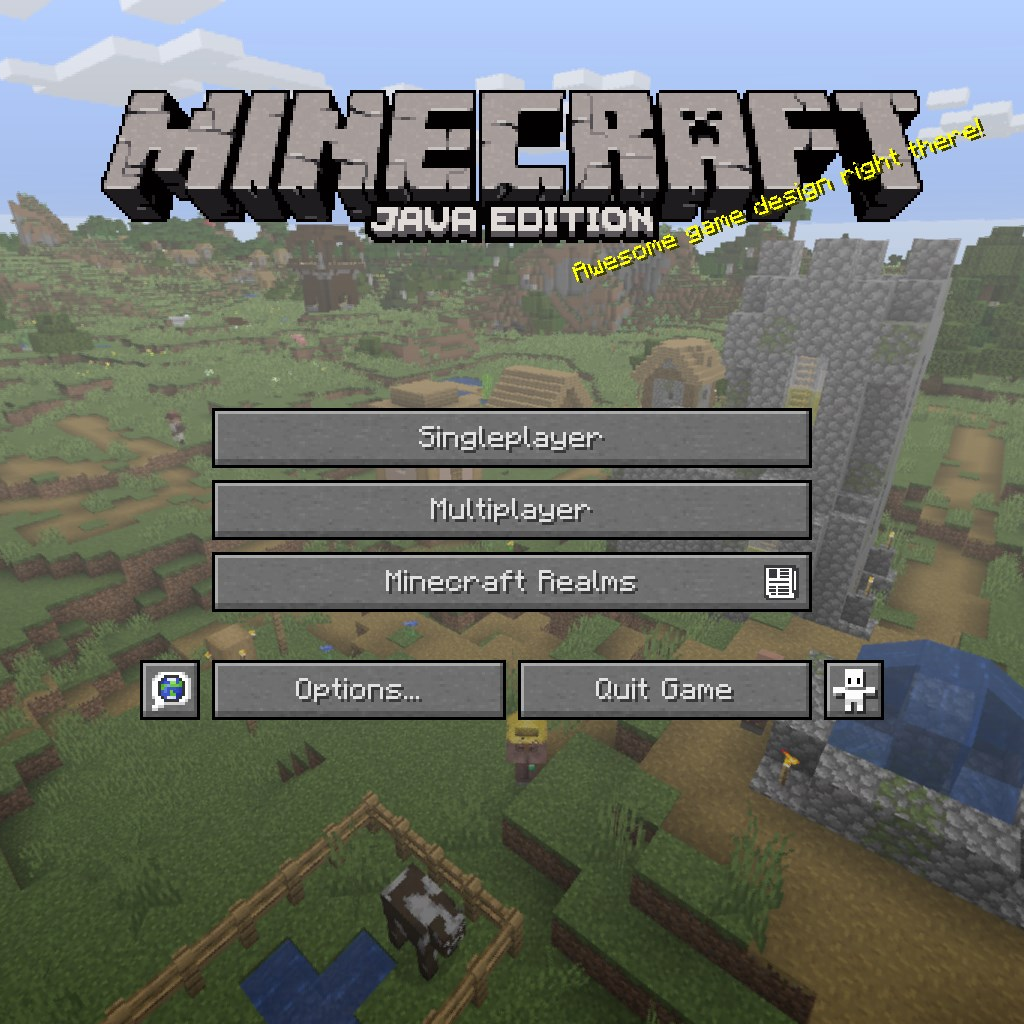 MINECRAFT
JAVA EDITION
Awesome game design right there!
Singleplayer
Multiplayer
Minecraft Realms
Options...
Quit Game